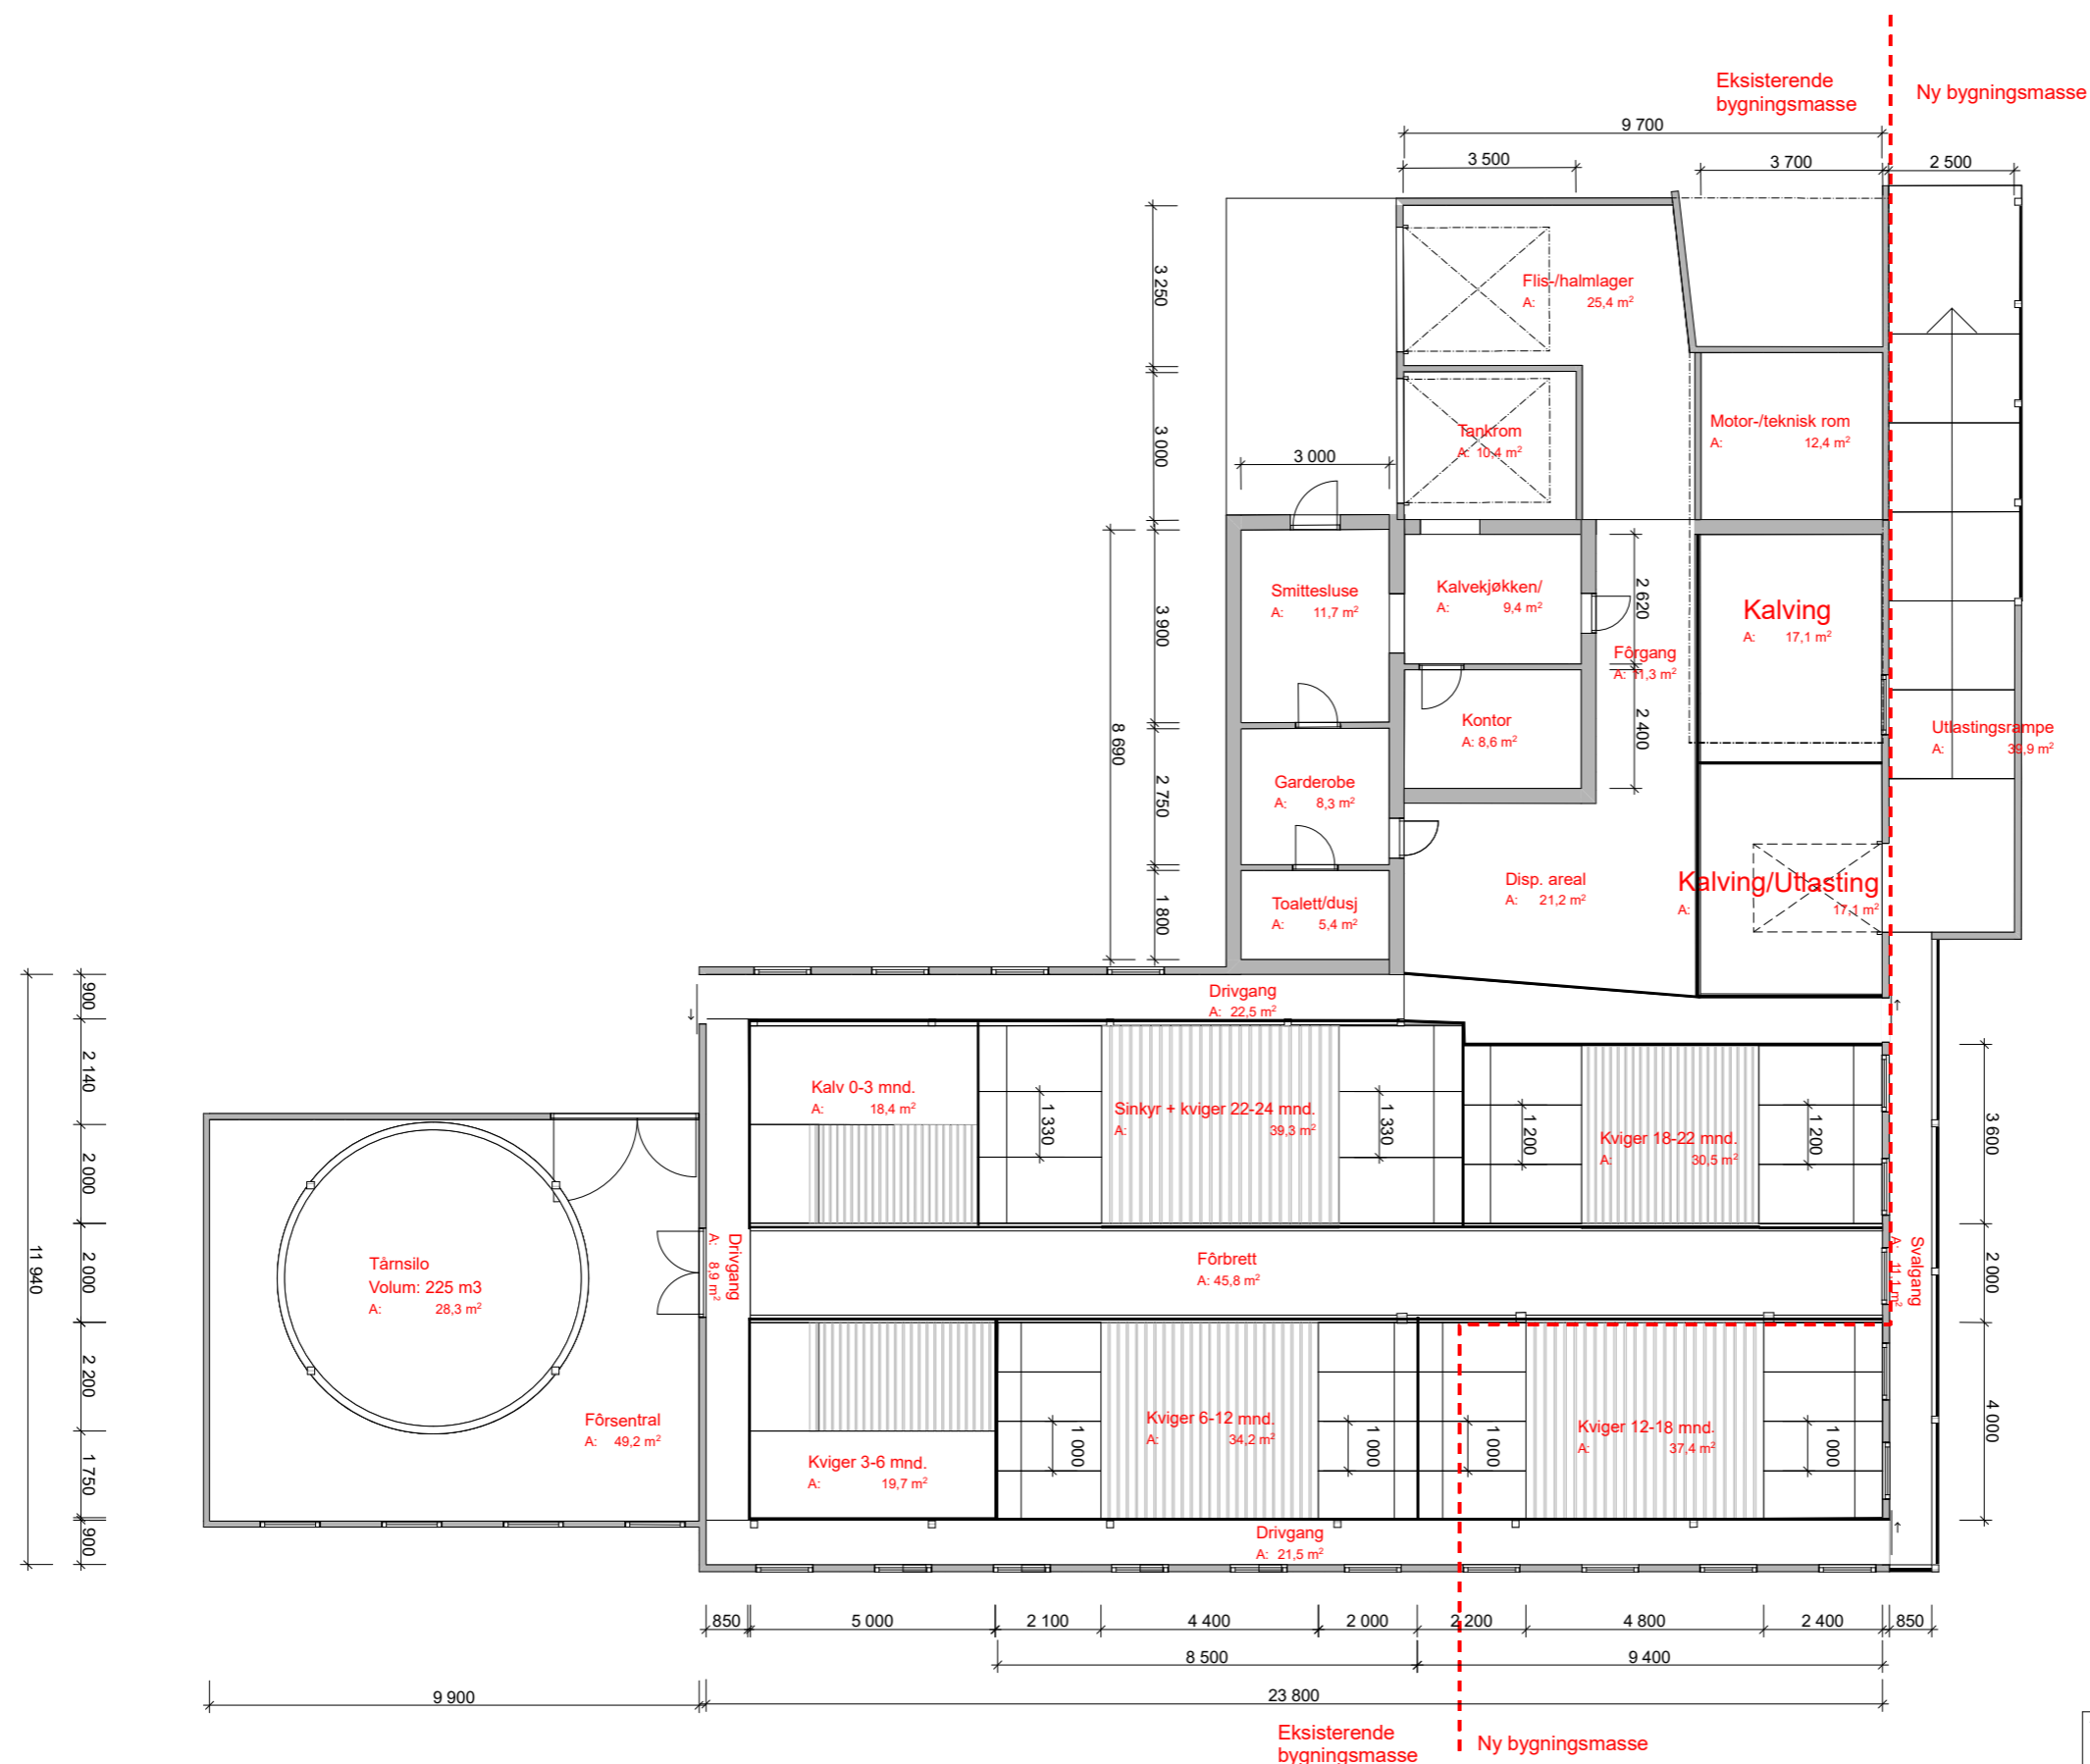 Eksisterende
bygningsmasse
Ny bygningsmasse
9 700
3 500
3 700
2 500
3 250
Flis-/halmlager
A: 25,4 m²
3 000
Tankrom
A: 10,4 m²
Motor-/teknisk rom
A: 12,4 m²
3 000
Smittesluse
A: 11,7 m²
Kalvekjøkken/
A: 9,4 m²
2 620
Kalving
A: 17,1 m²
3 900
Fôrgang
A: 11,3 m²
8 690
Kontor
A: 8,6 m²
2 400
Utlastingsrampe
A: 39,9 m²
Garderobe
A: 8,3 m²
2 750
Disp. areal
A: 21,2 m²
Kalving/Utlasting
A: 17,1 m²
Toalett/dusj
A: 5,4 m²
1 800
900
Drivgang
A: 22,5 m²
2 140
Kalv 0-3 mnd.
A: 18,4 m²
1 330
Sinkyr + kviger 22-24 mnd.
A: 39,3 m²
1 330
1 200
Kviger 18-22 mnd.
A: 30,5 m²
1 200
3 600
2 000
11 940
2 000
Tårnsilo
Volum: 225 m3
A: 28,3 m²
Drivgang
A: 8,9 m²
Fôrbrett
A: 45,8 m²
Svalgang
A: 11,1 m²
2 000
2 200
Fôrsentral
A: 49,2 m²
1 750
Kviger 3-6 mnd.
A: 19,7 m²
1 000
Kviger 6-12 mnd.
A: 34,2 m²
1 000
1 000
Kviger 12-18 mnd.
A: 37,4 m²
1 000
4 000
900
Drivgang
A: 21,5 m²
850
5 000
2 100
4 400
2 000
2 200
4 800
2 400
850
8 500
9 400
9 900
23 800
Eksisterende
bygningsmasse
Ny bygningsmasse